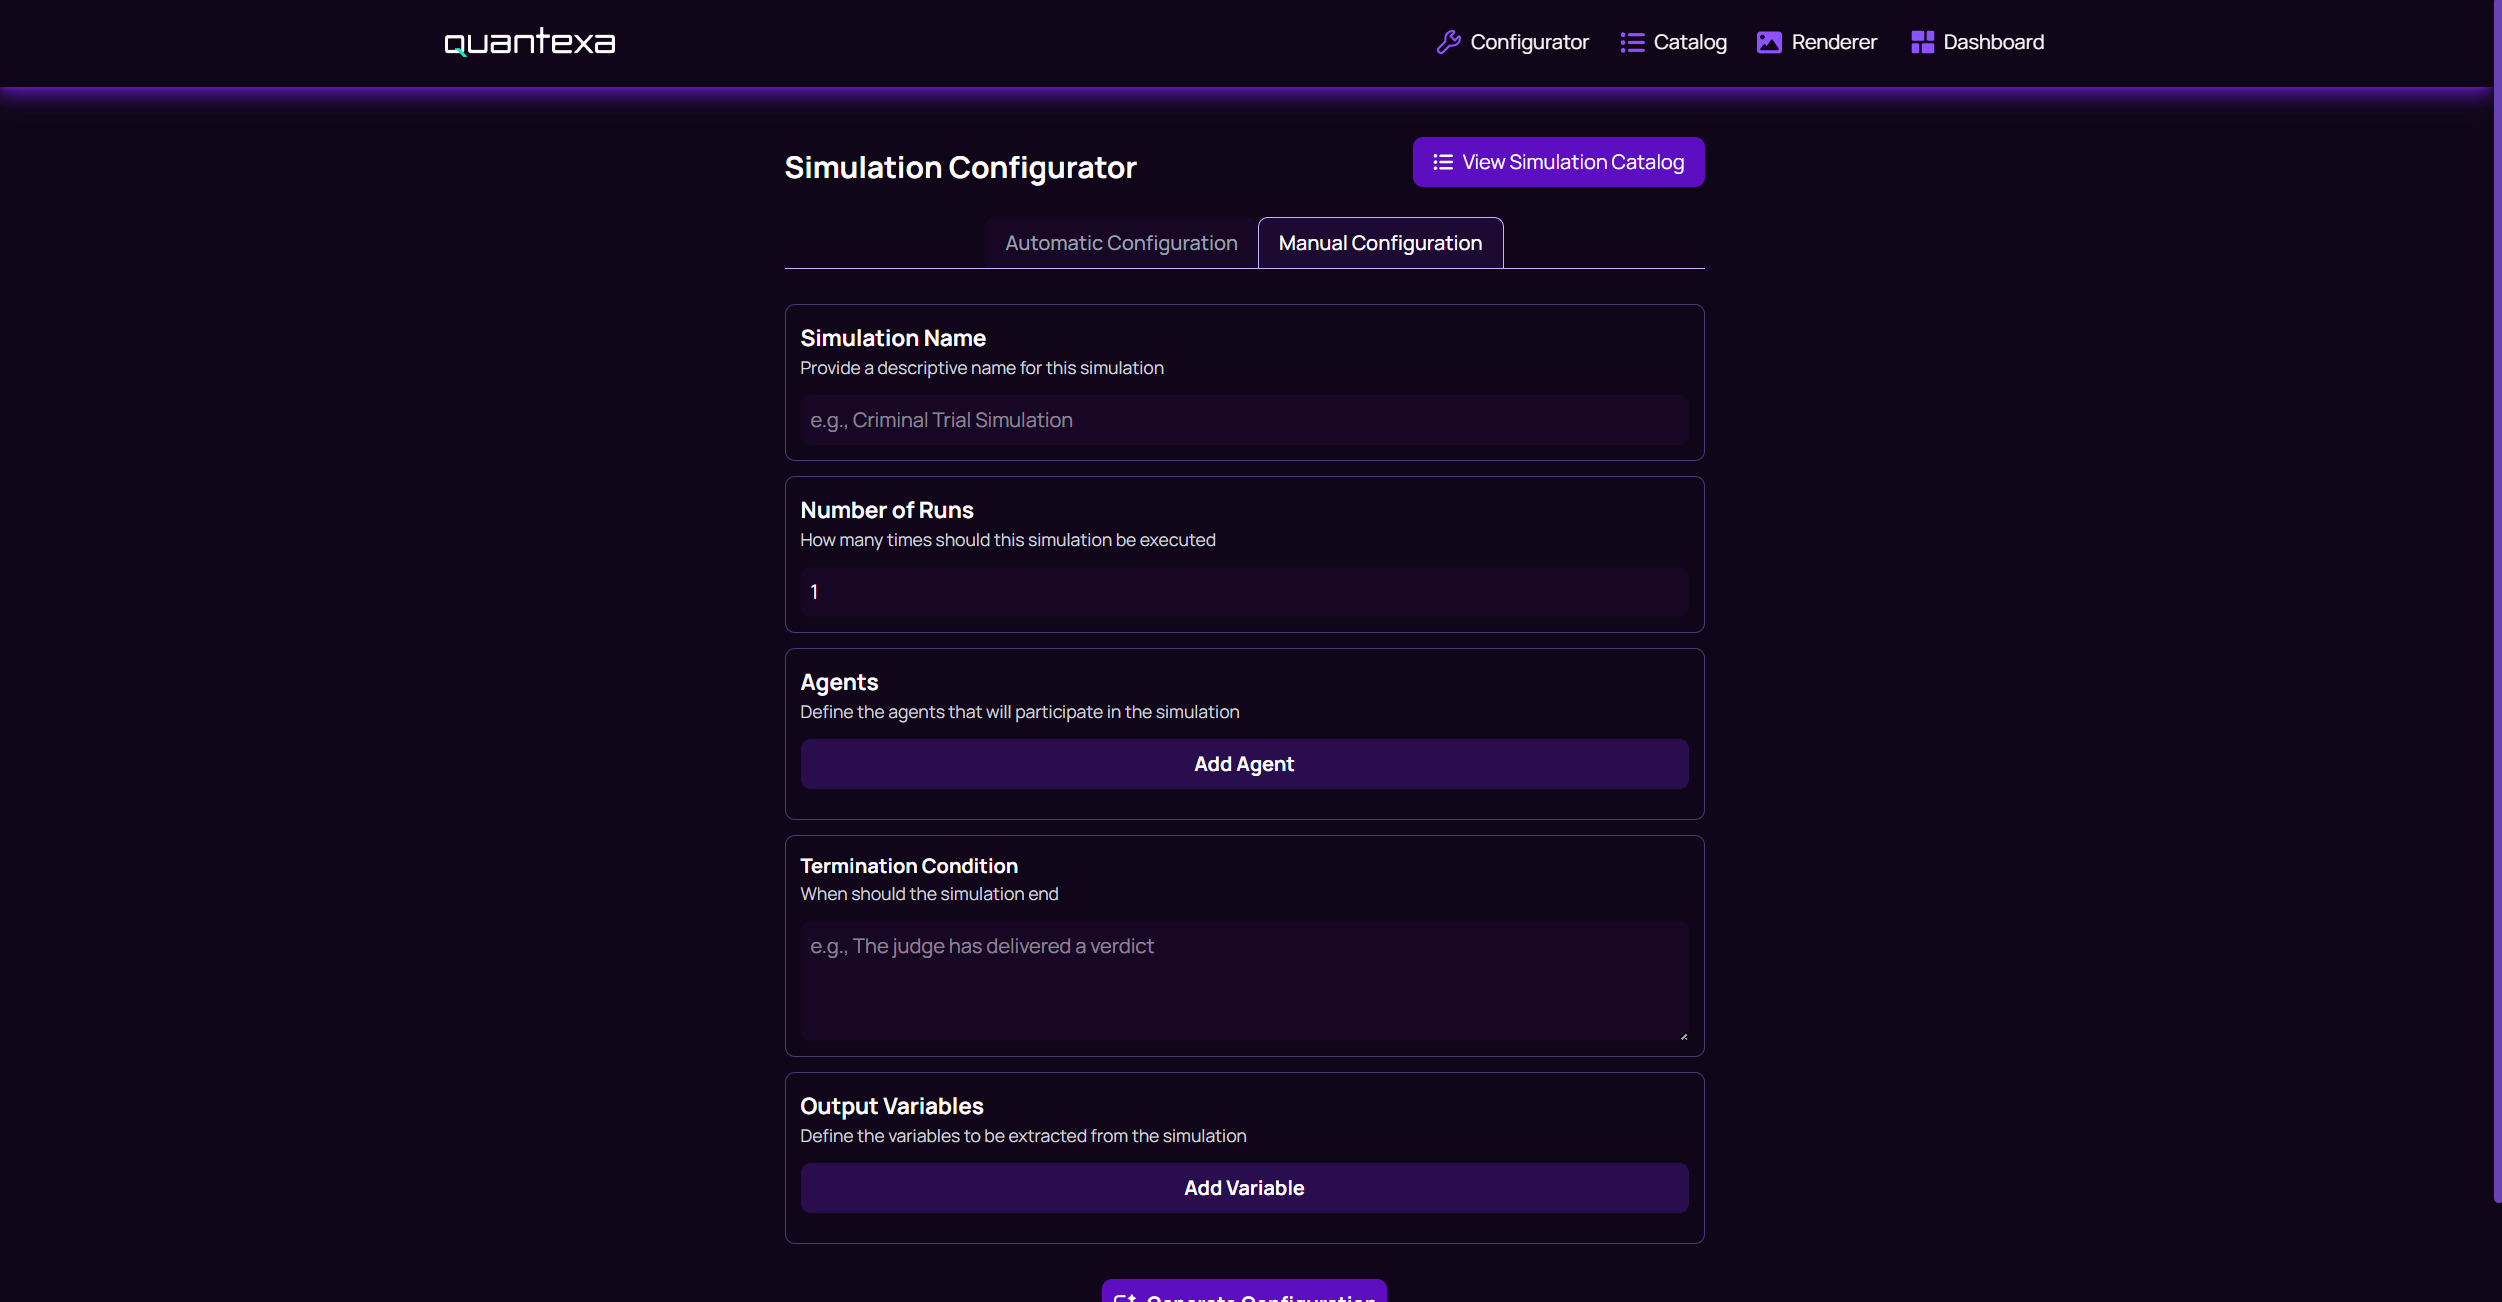 quantexa
Configurator
Catalog
Renderer
Dashboard
Simulation Configurator
View Simulation Catalog
Automatic Configuration
Manual Configuration
Simulation Name
Provide a descriptive name for this simulation
e.g., Criminal Trial Simulation
Number of Runs
How many times should this simulation be executed
1
Agents
Define the agents that will participate in the simulation
Add Agent
Termination Condition
When should the simulation end
e.g., The judge has delivered a verdict
Output Variables
Define the variables to be extracted from the simulation
Add Variable
Generate Configuration